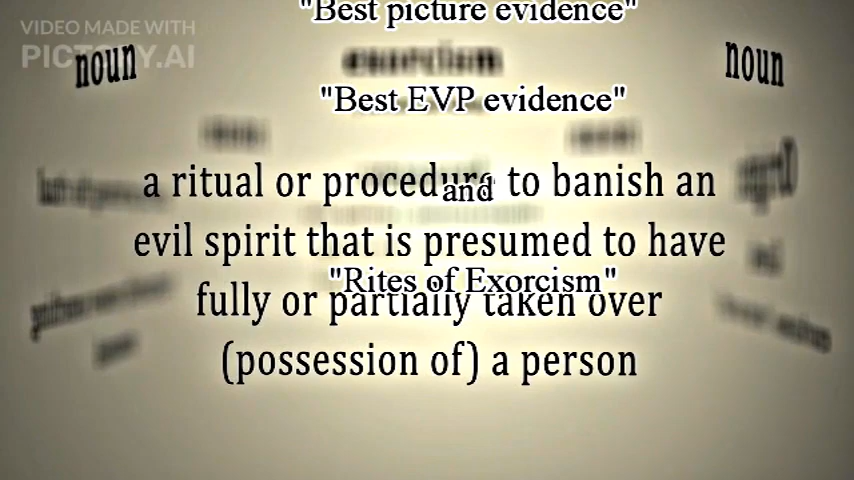 "Best picture evidence"
VIDEO MADE WITH
PICTORY.AI
noun
exorcism
noun
"Best EVP evidence"
a ritual or procedure to banish an
and
evil spirit that is presumed to have
"Rites of Exorcism"
fully or partially taken over
(possession of) a person